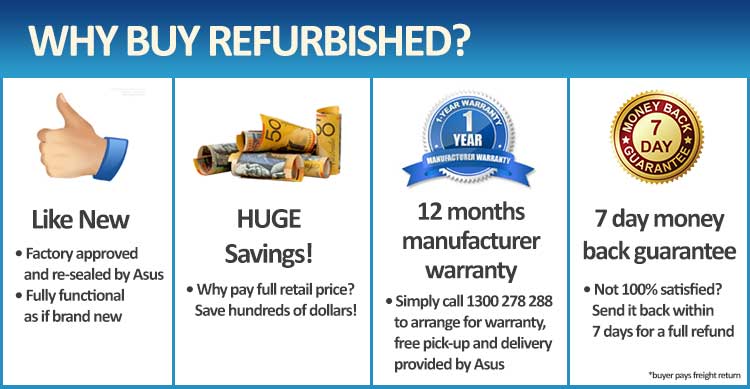 WHY BUY REFURBISHED?
Like New
• Factory approved
and re-sealed by Asus
• Fully functional
as if brand new
50
HUGE
Savings!
• Why pay full retail price?
Save hundreds of dollars!
1-YEAR WARRANTY
1
YEAR
MANUFACTURER WARRANTY
12 months
manufacturer
warranty
• Simply call 1300 278 288
to arrange for warranty,
free pick-up and delivery
provided by Asus
MONEY BACK
7
DAY
GUARANTEE
7 day money
back guarantee
• Not 100% satisfied?
Send it back within
7 days for a full refund
*buyer pays freight return